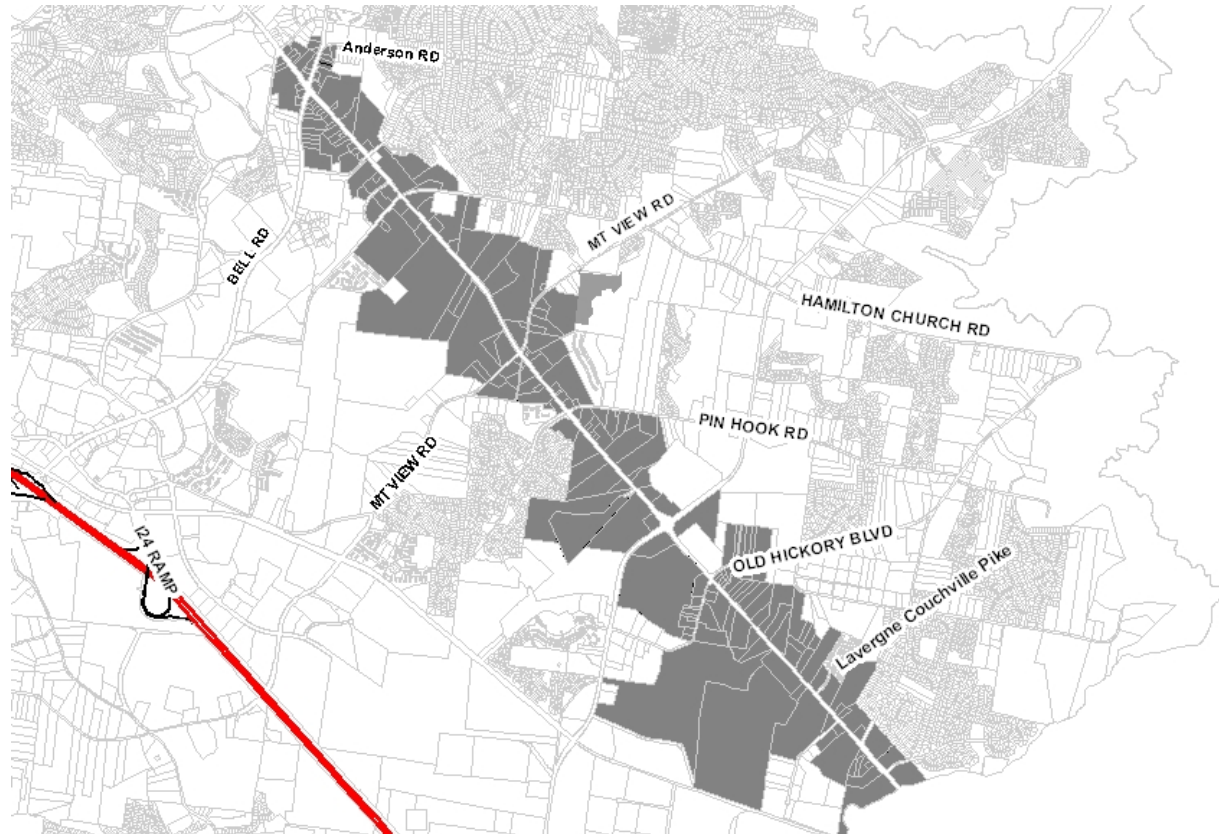 Anderson RD
BELL RD
MT VIEW RD
HAMILTON CHURCH RD
PIN HOOK RD
MT VIEW RD
OLD HICKORY BLVD
I24 RAMP
Lavergne Couchville Pike